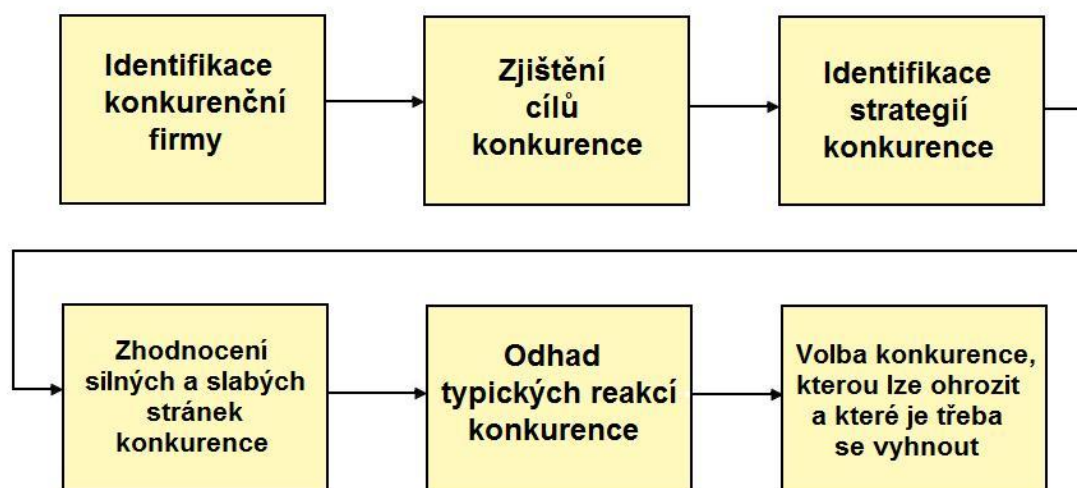 Identifikace
konkurenční
firmy
Zjištění
cílů
konkurence
Identifikace
strategií
konkurence
Zhodnocení
silných a slabých
stránek
konkurence
Odhad
typických reakcí
konkurence
Volba konkurence,
kterou lze ohrozit
a které je třeba
se vyhnout